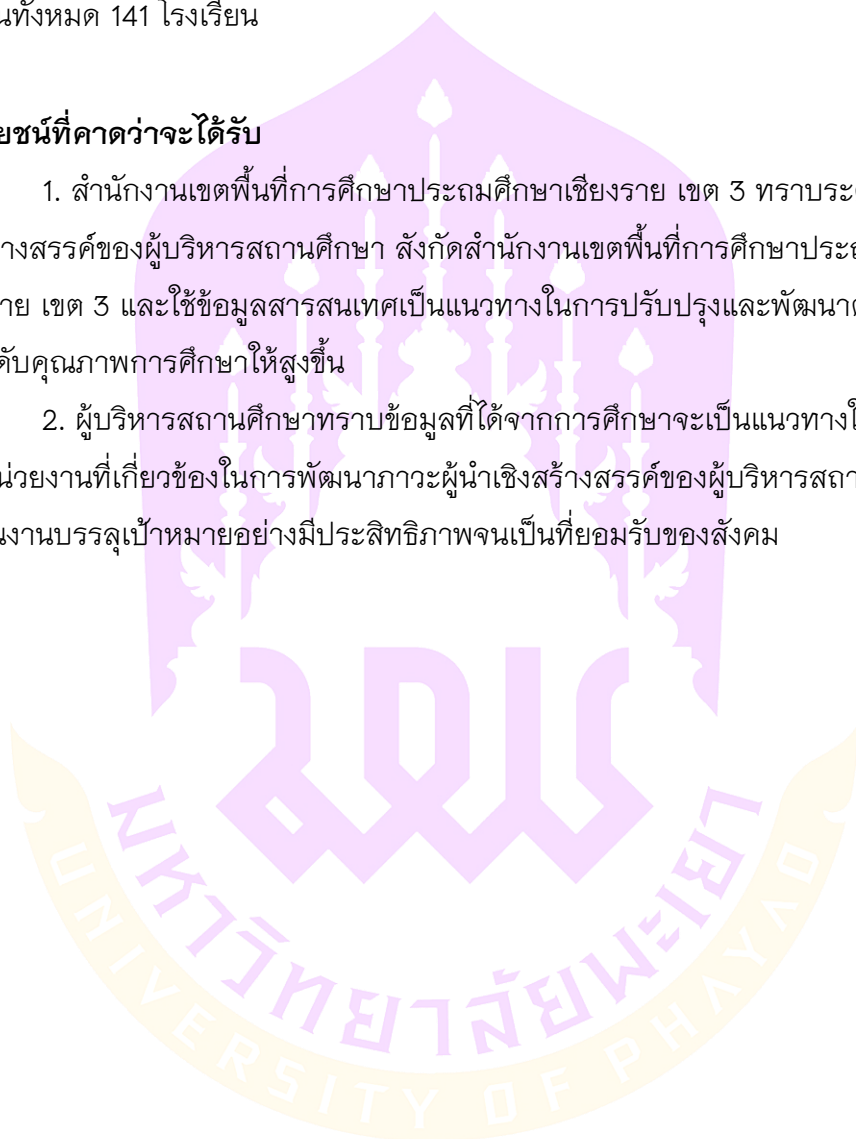 นทั้งหมด 141 โรงเรียน
ยชน์ที่คาดว่าจะได้รับ
1. สำนักงานเขตพื้นที่การศึกษาประถมศึกษาเชียงราย เขต 3 ทราบระ
างสรรค์ของผู้บริหารสถานศึกษา สังกัดสำนักงานเขตพื้นที่การศึกษาประถ
าย เขต 3 และใช้ข้อมูลสารสนเทศเป็นแนวทางในการปรับปรุงและพัฒนา
ดับคุณภาพการศึกษาให้สูงขึ้น
2. ผู้บริหารสถานศึกษาทราบข้อมูลที่ได้จากการศึกษาจะเป็นแนวทางใ
น่วยงานที่เกี่ยวข้องในการพัฒนาภาวะผู้นำเชิงสร้างสรรค์ของผู้บริหารสถา
นงานบรรลุเป้าหมายอย่างมีประสิทธิภาพจนเป็นที่ยอมรับของสังคม
มหาวิทยาลัยพะเยา
UNIVERSITY OF PHAYAO